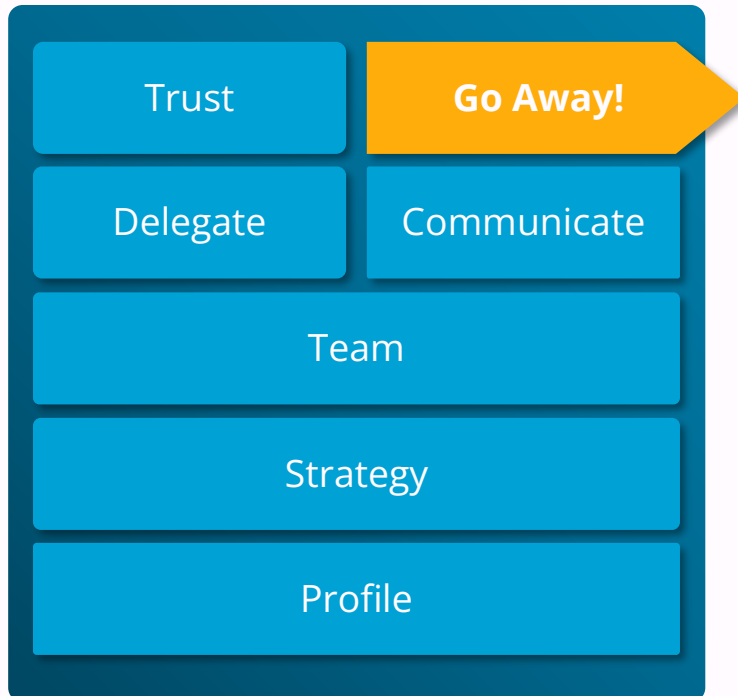 Trust
Go Away!
Delegate
Communicate
Team
Strategy
Profile